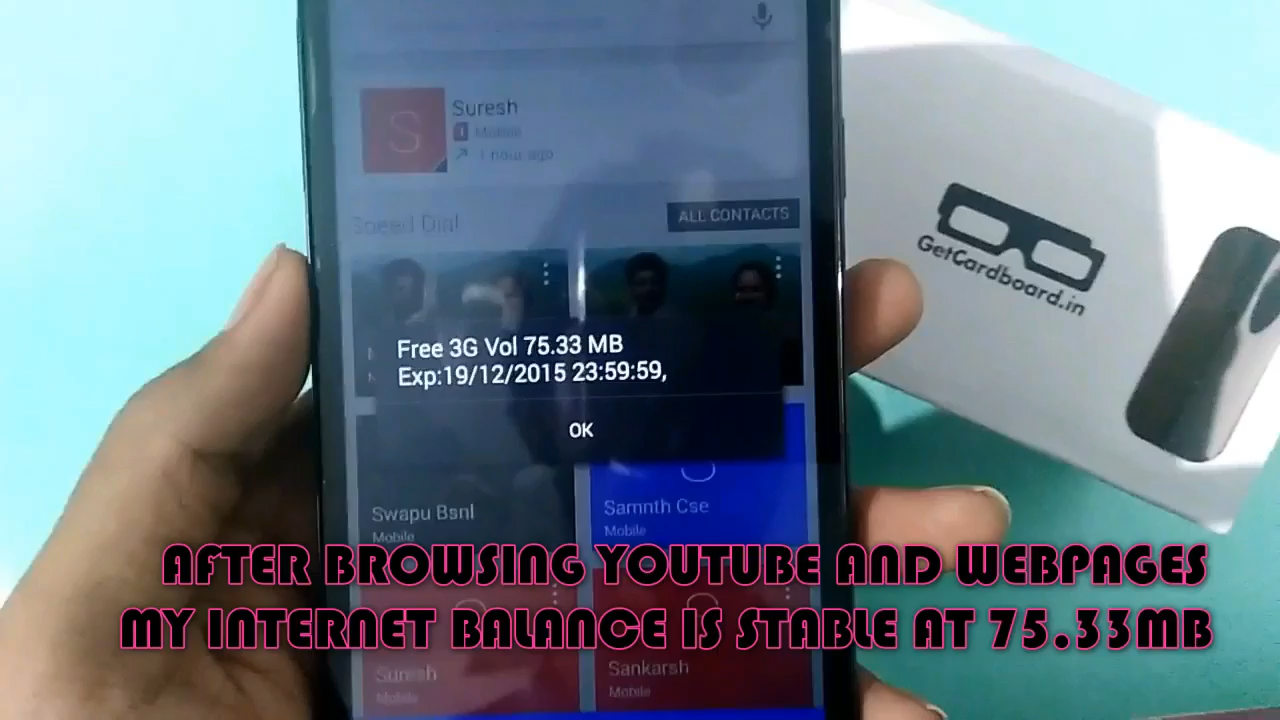 S
Suresh
Mobile
1 hour ago
Speed Dial
ALL CONTACTS
GetCardboard.in
Free 3G Vol 75.33 MB
Exp:19/12/2015 23:59:59,
OK
Swapu Bsnl
Mobile
Samnth Cse
Mobile
AFTER BROWSING YOUTUBE AND WEBPAGES
MY INTERNET BALANCE IS STABLE AT 75.33MB
Suresh
Mobile
Sankarsh
Mobile